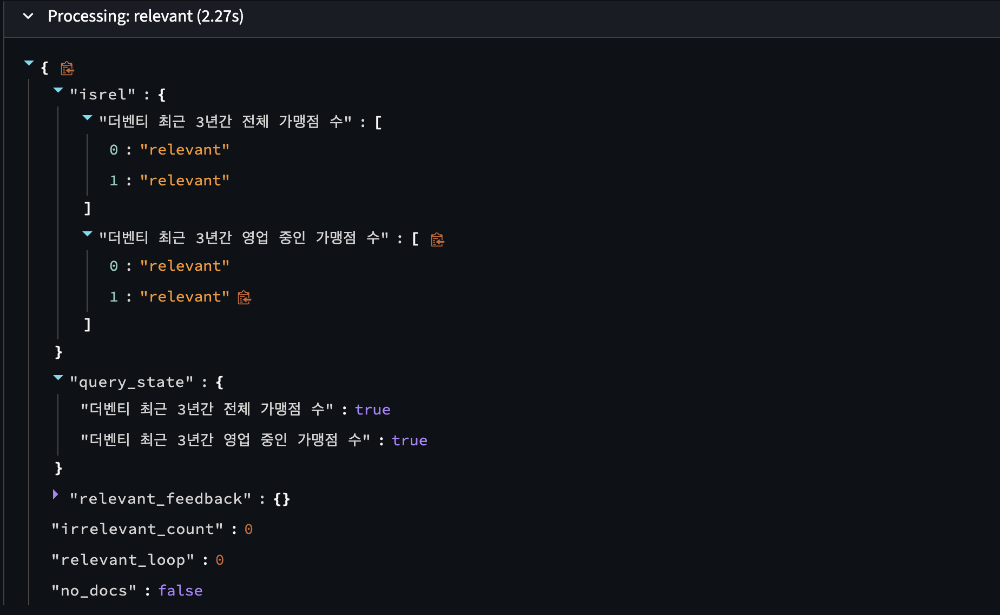 Processing: relevant (2.27s)
{
"isrel" : {
"더벤티 최근 3년간 전체 가맹점 수" : [
0 : "relevant"
1 : "relevant"
]
"더벤티 최근 3년간 영업 중인 가맹점 수" : [
0 : "relevant"
1 : "relevant"
]
}
"query_state" : {
"더벤티 최근 3년간 전체 가맹점 수" : true
"더벤티 최근 3년간 영업 중인 가맹점 수" : true
}
"relevant_feedback" : {}
"irrelevant_count" : 0
"relevant_loop" : 0
"no_docs" : false